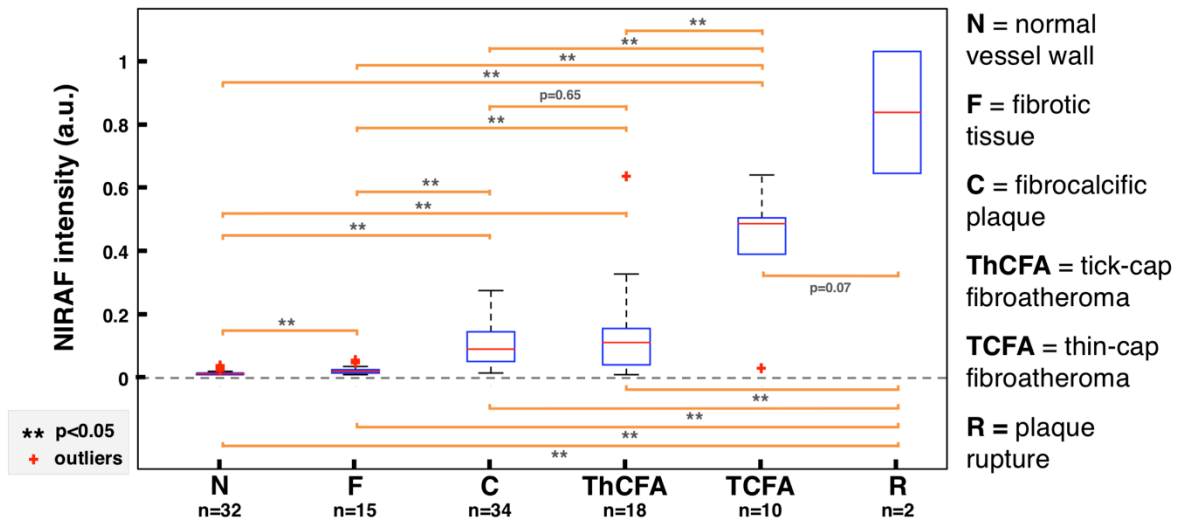 NIRAF intensity (a.u.)
1
0.8
0.6
0.4
0.2
0
**
**
**
**
p=0.65
**
**
**
**
**
p=0.07
**
**
**
**
** p<0.05
+ outliers
N
F
C
ThCFA
TCFA
R
n=32
n=15
n=34
n=18
n=10
n=2
N = normal
vessel wall
F = fibrotic
tissue
C = fibrocalcific
plaque
ThCFA = tick-cap
fibroatheroma
TCFA = thin-cap
fibroatheroma
R = plaque
rupture